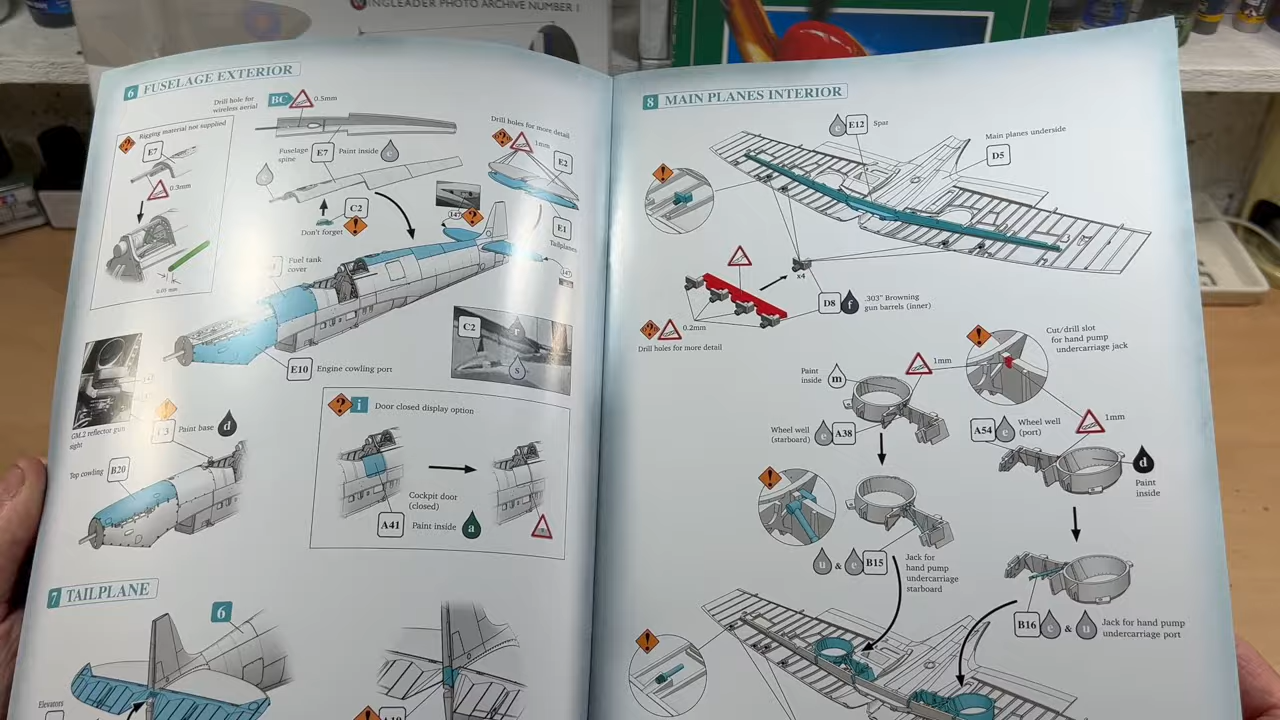 WINGLEADER PHOTO ARCHIVE NUMBER 1
6 FUSELAGE EXTERIOR
Drill hole for
wireless aerial
BC
0.5mm
? Rigging material not supplied
E7
0.3mm
Fuselage
spine
E7
Paint inside
e
Drill holes for more detail
?
1mm
E2
C2
Don't forget
!
147
?
E1
Tailplanes
147
Fuel tank
cover
E10
Engine cowling port
C2
r
s
GM.2 reflector gun
sight
Paint base
d
Top cowling
B20
? i
Door closed display option
Cockpit door
(closed)
A41
Paint inside
a
7 TAILPLANE
6
Elevators
!
8 MAIN PLANES INTERIOR
e
E12
Spar
Main planes underside
D5
!
x4
D8
f
.303" Browning
gun barrels (inner)
?
0.2mm
Drill holes for more detail
Paint
inside
m
1mm
!
Cut/drill slot
for hand pump
undercarriage jack
Wheel well
(starboard)
e
A38
A54
e
Wheel well
(port)
1mm
d
Paint
inside
!
u
&
e
B15
Jack for
hand pump
undercarriage
starboard
B16
e
&
u
Jack for hand pump
undercarriage port
!